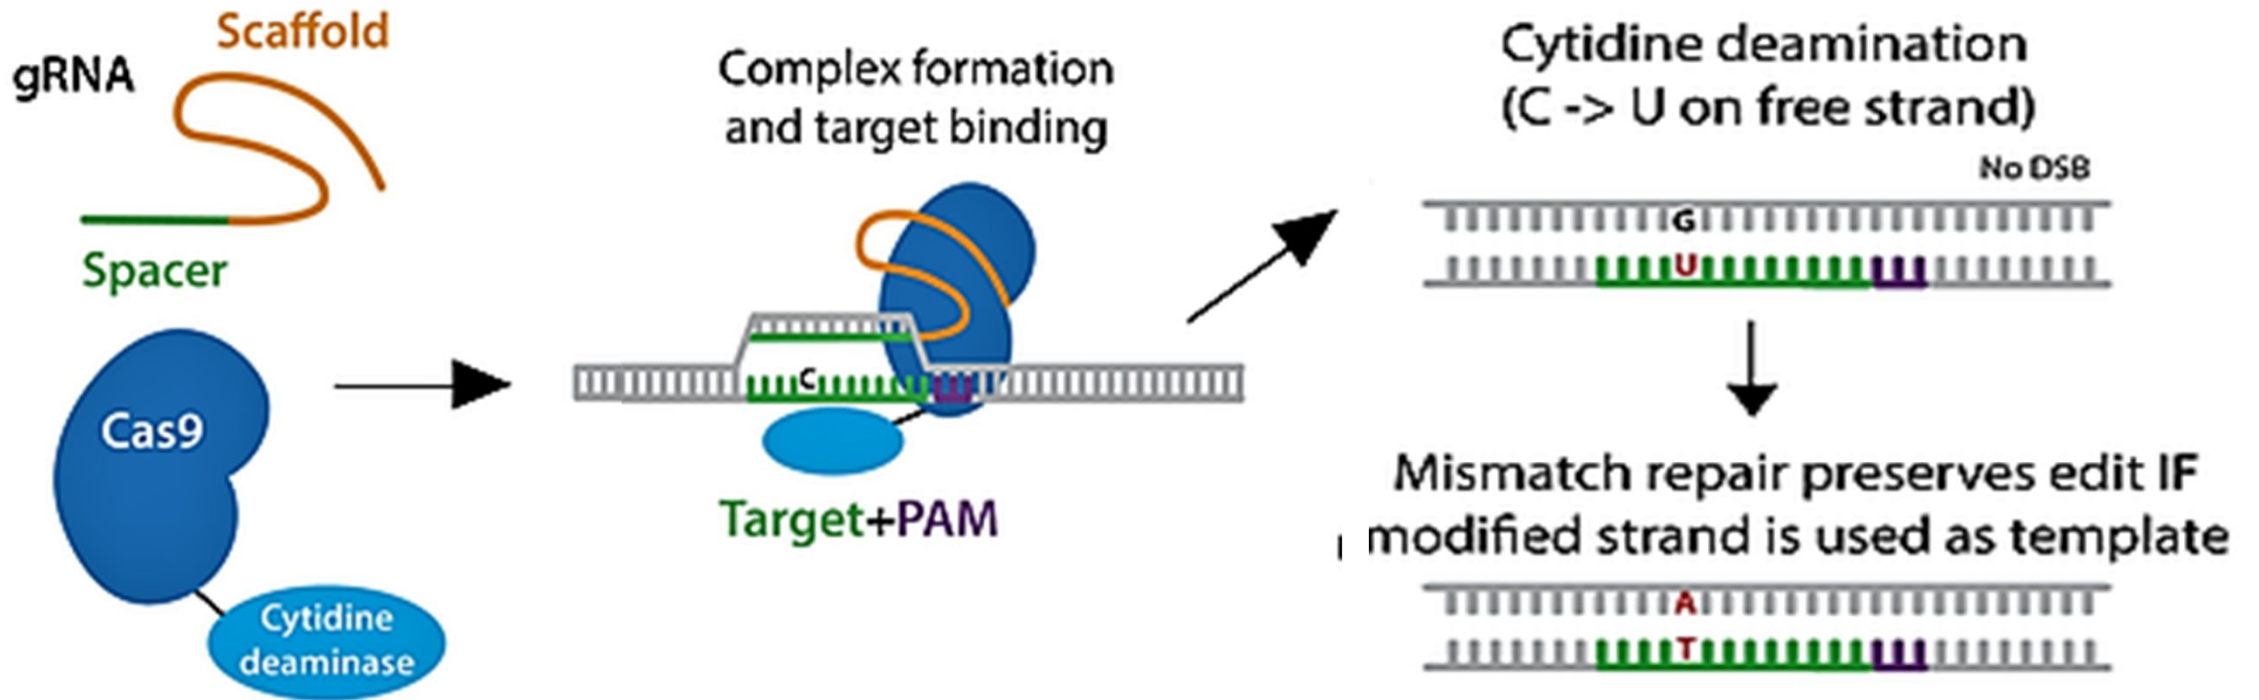 Scaffold
gRNA
Spacer
Cas9
Cytidine
deaminase
Complex formation
and target binding
C
Target+PAM
Cytidine deamination
(C -> U on free strand)
No DSB
G
U
Mismatch repair preserves edit IF
modified strand is used as template
A
T